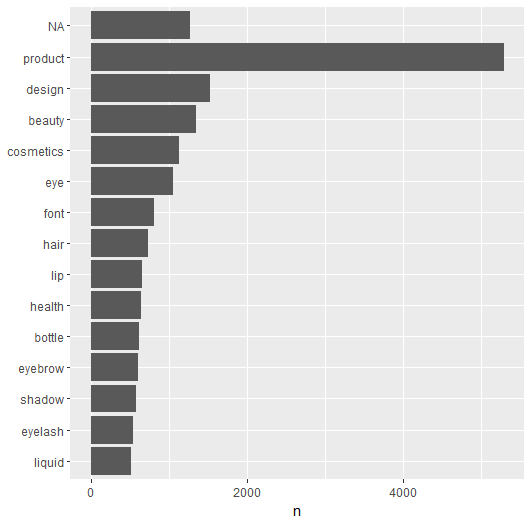 NA
product
design
beauty
cosmetics
eye
font
hair
lip
health
bottle
eyebrow
shadow
eyelash
liquid
0 2000 4000
n